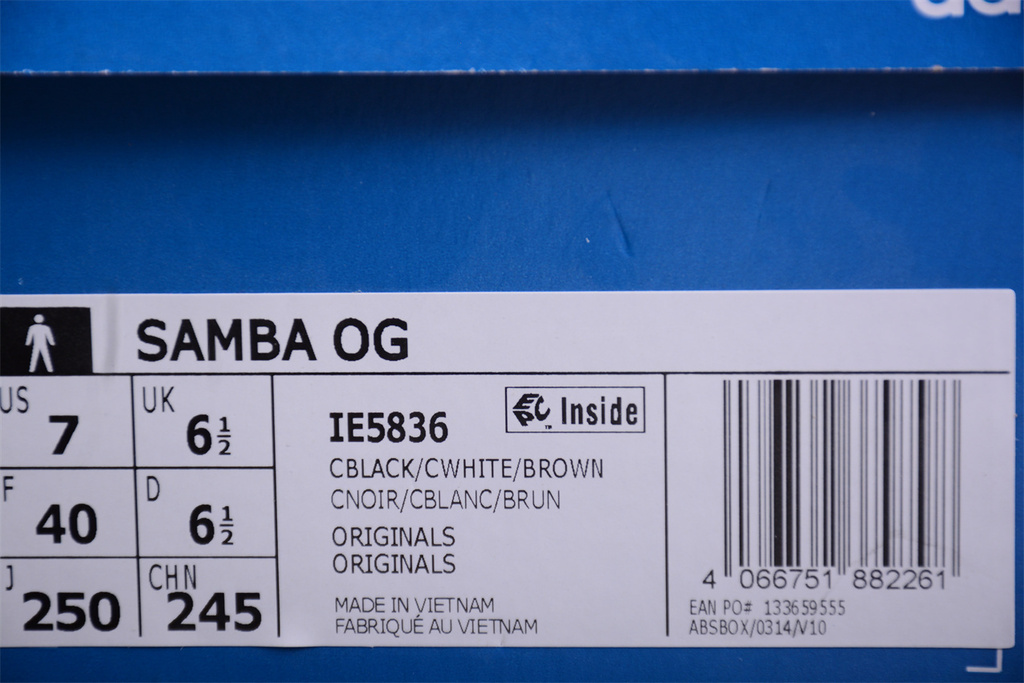 SAMBA OG
US
7
UK
6½
F
40
D
6½
J
250
CHN
245
IE5836
EPC Inside
™
CBLACK/CWHITE/BROWN
CNOIR/CBLANC/BRUN
ORIGINALS
ORIGINALS
MADE IN VIETNAM
FABRIQUÉ AU VIETNAM
4 066751 882261
EAN PO# 133659555
ABSBOX/0314/V10